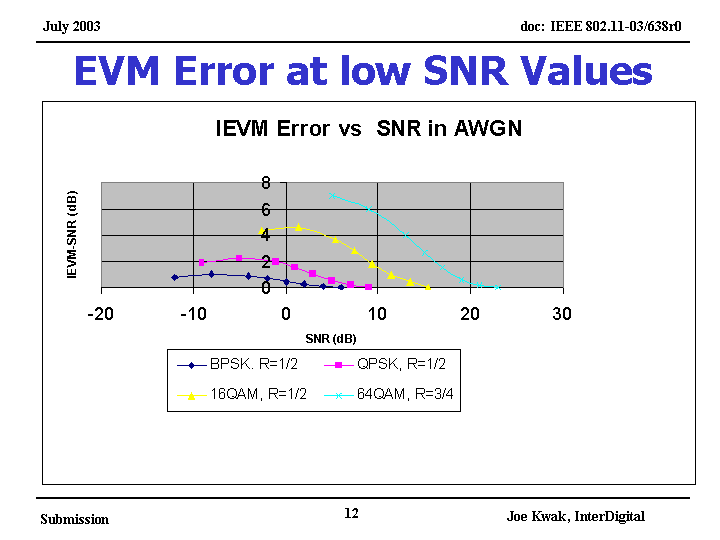 July 2003 doc: IEEE 802.11-03/638r0
EVM Error at low SNR Values
IEVM Error vs SNR in AWGN
IEVM-SNR (dB)
8
6
4
2
0
-20 -10 0 10 20 30
SNR (dB)
BPSK. R=1/2 QPSK, R=1/2
16QAM, R=1/2 64QAM, R=3/4
Submission 12 Joe Kwak, InterDigital